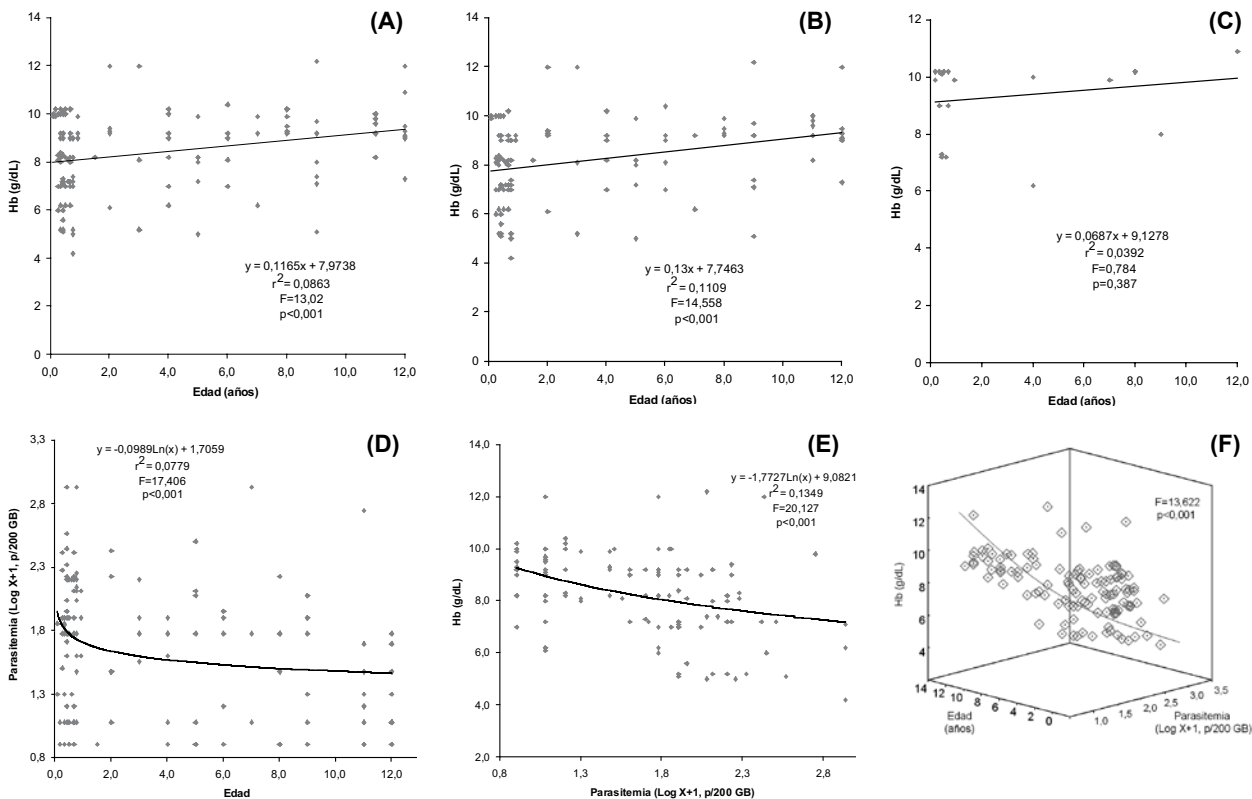 (A)
14
12
10
8
6
4
2
0
Hb (g/dL)
y = 0,1165x + 7,9738
r2 = 0,0863
F=13,02
p<0,001
0,0 2,0 4,0 6,0 8,0 10,0 12,0
Edad (años)
(B)
14
12
10
8
6
4
2
0
Hb (g/dL)
y = 0,13x + 7,7463
r2 = 0,1109
F=14,558
p<0,001
0,0 2,0 4,0 6,0 8,0 10,0 12,0
Edad (años)
(C)
12
10
8
6
4
2
0
Hb (g/dL)
y = 0,0687x + 9,1278
r2 = 0,0392
F=0,784
p=0,387
0,0 2,0 4,0 6,0 8,0 10,0 12,0
Edad (años)
(D)
3,3
2,8
2,3
1,8
1,3
0,8
Parasitemia (Log X+1, p/200 GB)
y = -0,0989Ln(x) + 1,7059
r2 = 0,0779
F=17,406
p<0,001
0,0 2,0 4,0 6,0 8,0 10,0 12,0
Edad
(E)
14,0
12,0
10,0
8,0
6,0
4,0
2,0
Hb (g/dL)
y = -1,7727Ln(x) + 9,0821
r2 = 0,1349
F=20,127
p<0,001
0,8 1,3 1,8 2,3 2,8
Parasitemia (Log X+1, p/200 GB)
(F)
14
12
10
8
6
4
Hb (g/dL)
F=13,622
p<0,001
14 12 10 8 6 4 2 0
Edad
(años)
1,0 1,5 2,0 2,5 3,0 3,5
Parasitemia
(Log X+1, p/200 GB)